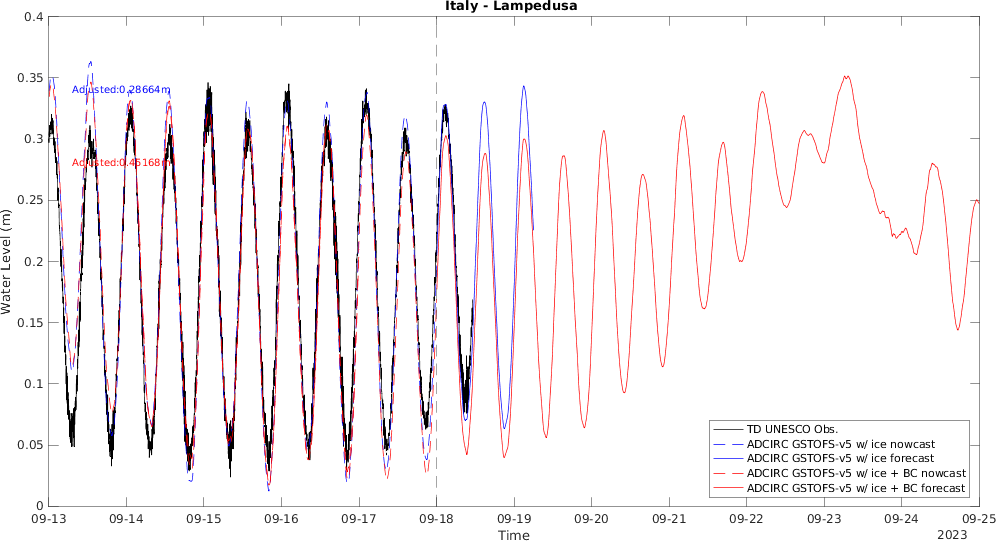 Italy - Lampedusa
0.4
0.35
0.3
0.25
0.2
0.15
0.1
0.05
0
Water Level (m)
Adjusted:0.28664m
Adjusted:0.45168m
TD UNESCO Obs.
ADCIRC GSTOFS-v5 w/ ice nowcast
ADCIRC GSTOFS-v5 w/ ice forecast
ADCIRC GSTOFS-v5 w/ ice + BC nowcast
ADCIRC GSTOFS-v5 w/ ice + BC forecast
09-13 09-14 09-15 09-16 09-17 09-18 09-19 09-20 09-21 09-22 09-23 09-24 09-25
Time
2023